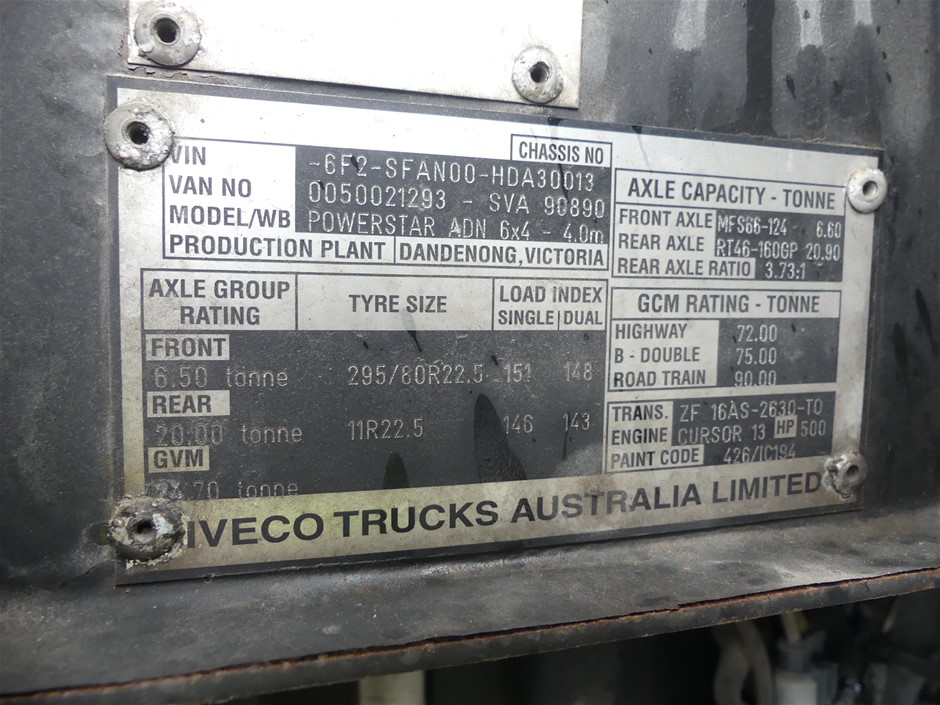 CHASSIS NO
VIN -6F2-SFAN00-HDA30013
VAN NO 0050021293 - SVA 90890
MODEL/WB POWERSTAR ADN 6x4 - 4.0m
PRODUCTION PLANT DANDENONG, VICTORIA
AXLE GROUP RATING TYRE SIZE LOAD INDEX
SINGLE DUAL
FRONT
6.50 tonne 295/80R22.5 151 148
REAR
20.00 tonne 11R22.5 146 143
GVM
tonne
AXLE CAPACITY - TONNE
FRONT AXLE MFS66-124 - 6.60
REAR AXLE RT46-160GP 20.90
REAR AXLE RATIO 3.73:1
GCM RATING - TONNE
HIGHWAY 72.00
B - DOUBLE 75.00
ROAD TRAIN 90.00
TRANS. ZF 16AS-2630-TO
ENGINE CURSOR 13 HP 500
PAINT CODE 426/IC194
IVECO TRUCKS AUSTRALIA LIMITED